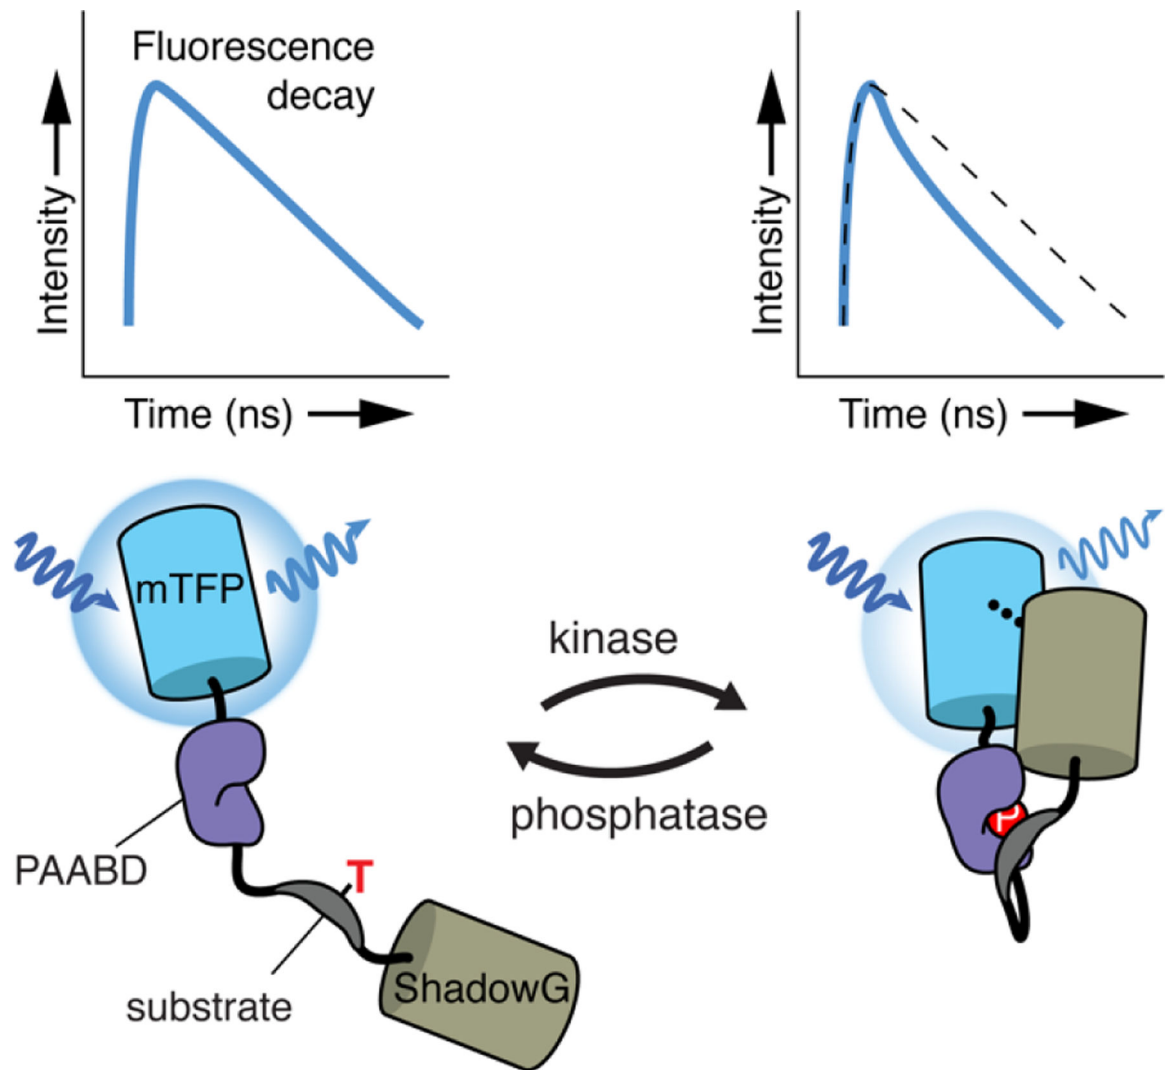 Fluorescence
decay
Intensity
Time (ns)
Intensity
Time (ns)
mTFP
kinase
phosphatase
PAABD
T
P
substrate
ShadowG